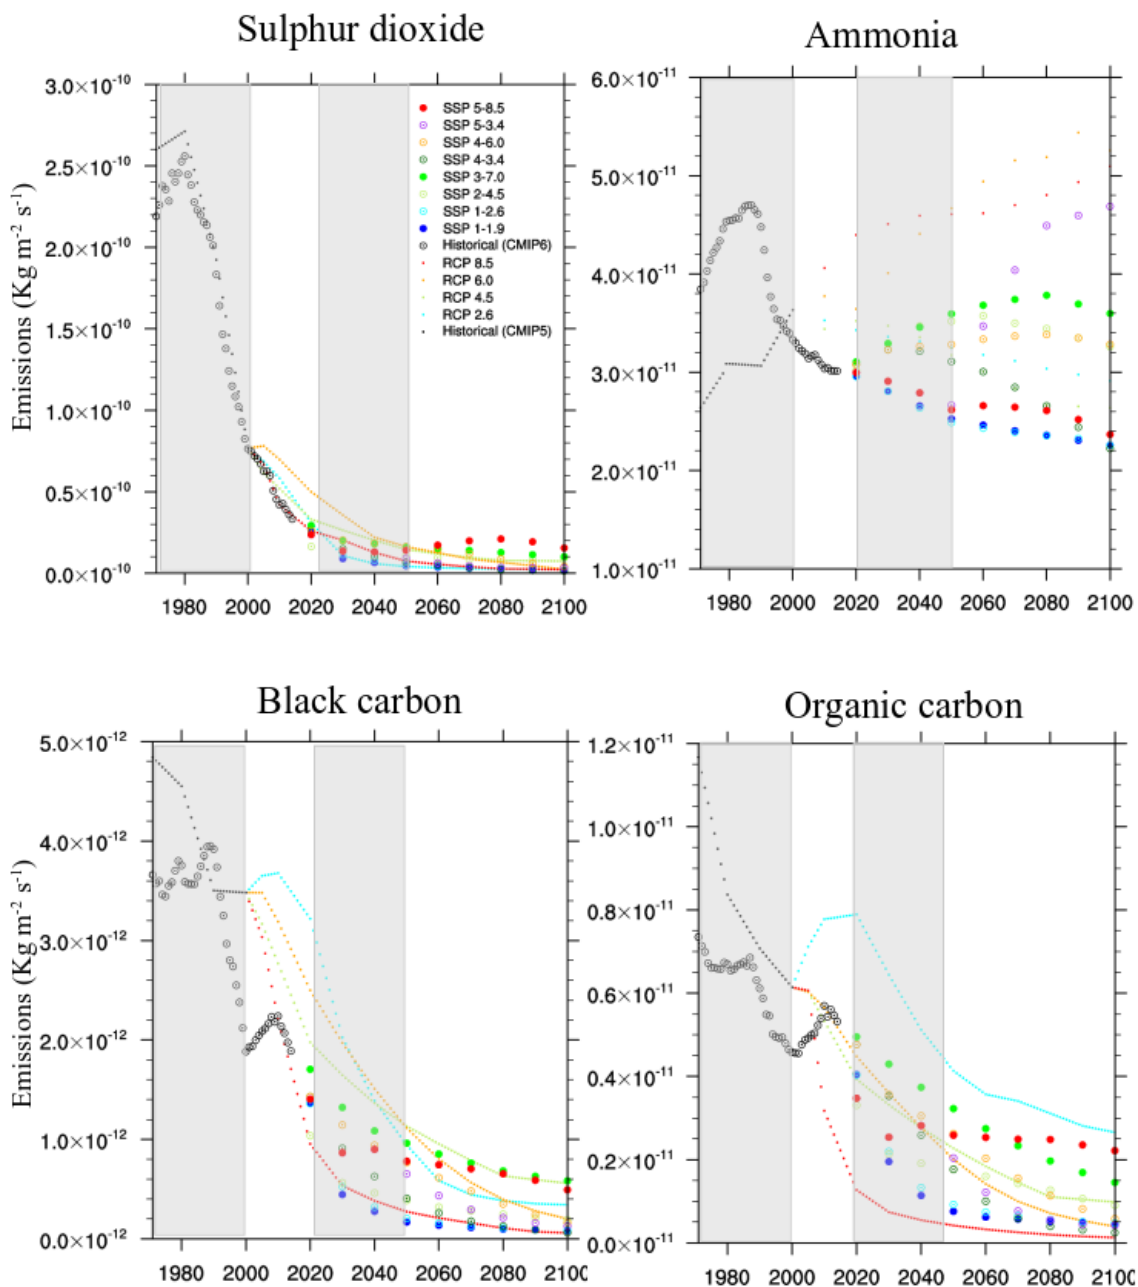 Sulphur dioxide
Ammonia
Emissions (Kg m⁻² s⁻¹)
3.0×10⁻¹⁰
2.5×10⁻¹⁰
2.0×10⁻¹⁰
1.5×10⁻¹⁰
1.0×10⁻¹⁰
0.5×10⁻¹⁰
0.0×10⁻¹⁰
SSP 5-8.5
SSP 5-3.4
SSP 4-6.0
SSP 4-3.4
SSP 3-7.0
SSP 2-4.5
SSP 1-2.6
SSP 1-1.9
Historical (CMIP6)
RCP 8.5
RCP 6.0
RCP 4.5
RCP 2.6
Historical (CMIP5)
1980 2000 2020 2040 2060 2080 2100
6.0×10⁻¹¹
5.0×10⁻¹¹
4.0×10⁻¹¹
3.0×10⁻¹¹
2.0×10⁻¹¹
1.0×10⁻¹¹
1980 2000 2020 2040 2060 2080 2100
Black carbon
Organic carbon
Emissions (Kg m⁻² s⁻¹)
5.0×10⁻¹²
4.0×10⁻¹²
3.0×10⁻¹²
2.0×10⁻¹²
1.0×10⁻¹²
0.0×10⁻¹²
1980 2000 2020 2040 2060 2080 2100
1.2×10⁻¹¹
1.0×10⁻¹¹
0.8×10⁻¹¹
0.6×10⁻¹¹
0.4×10⁻¹¹
0.2×10⁻¹¹
0.0×10⁻¹¹
1980 2000 2020 2040 2060 2080 2100